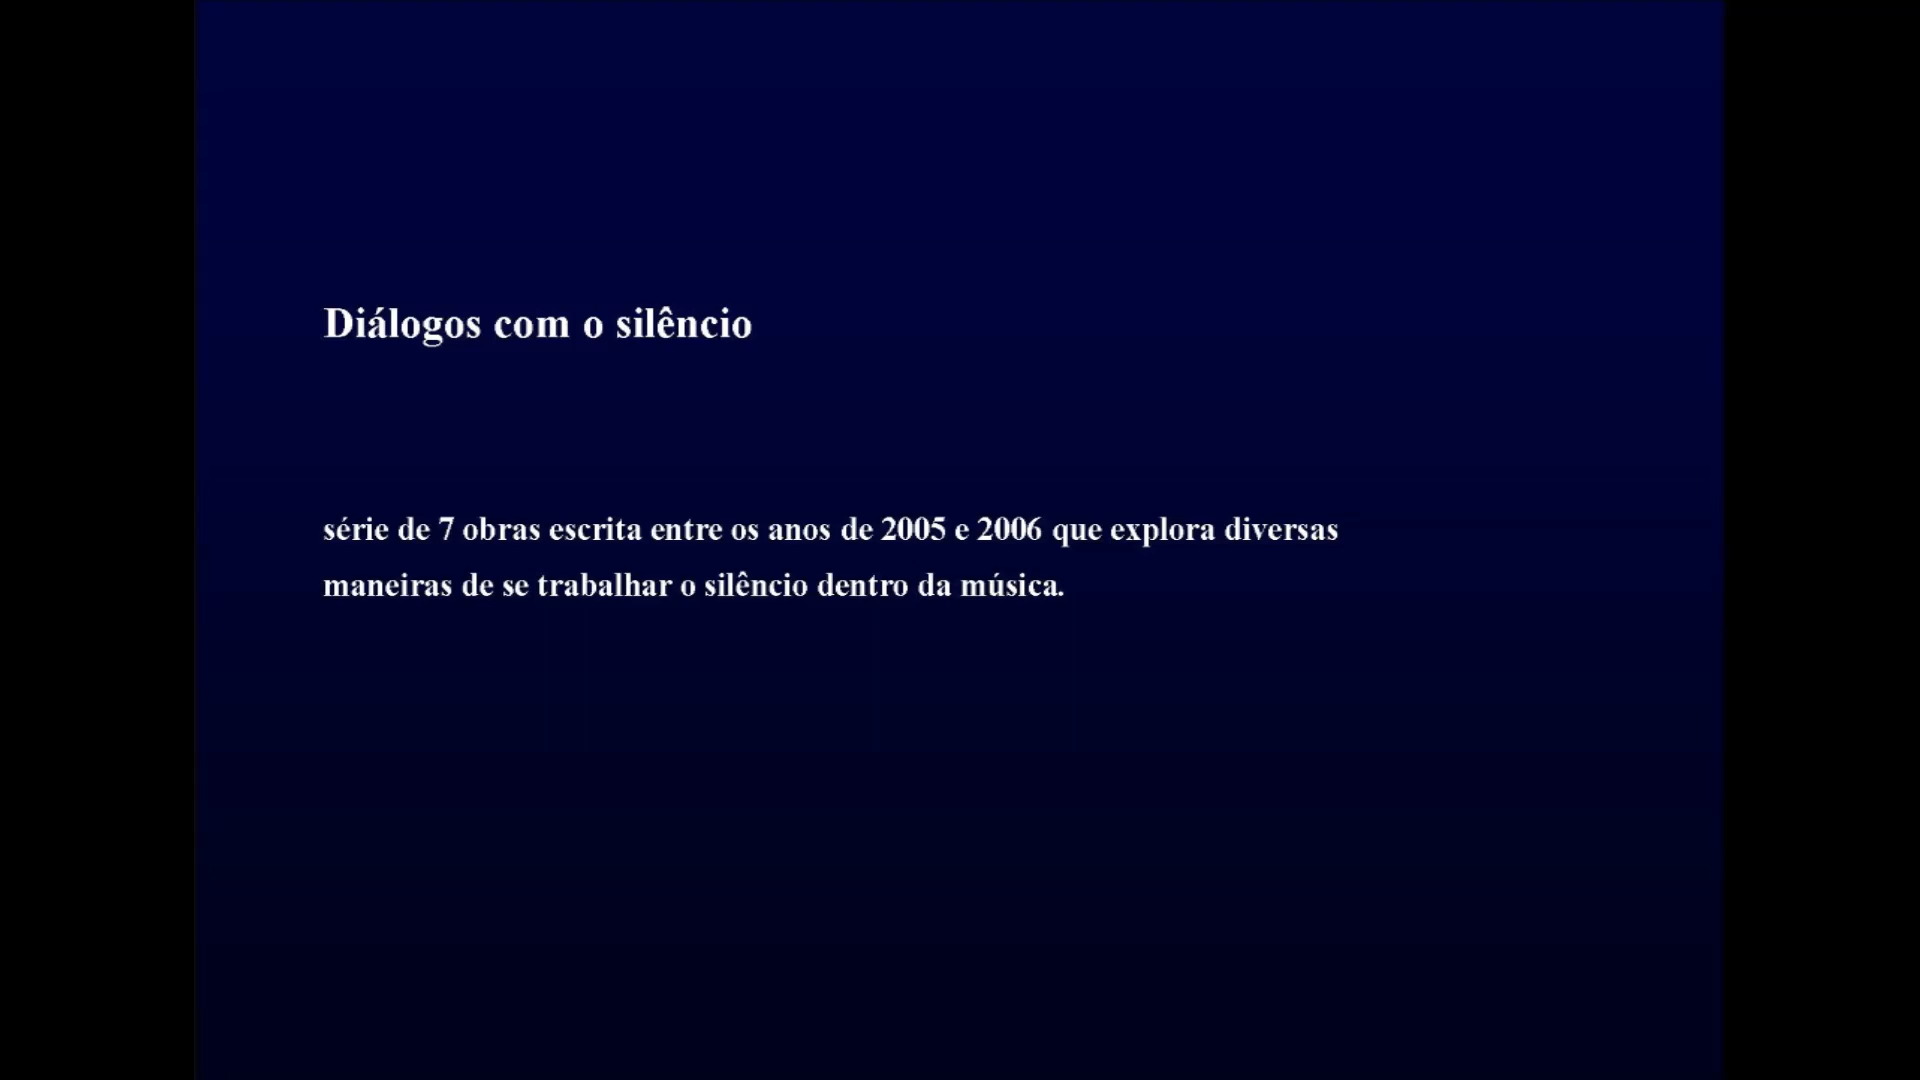 Diálogos com o silêncio
série de 7 obras escrita entre os anos de 2005 e 2006 que explora diversas
maneiras de se trabalhar o silêncio dentro da música.